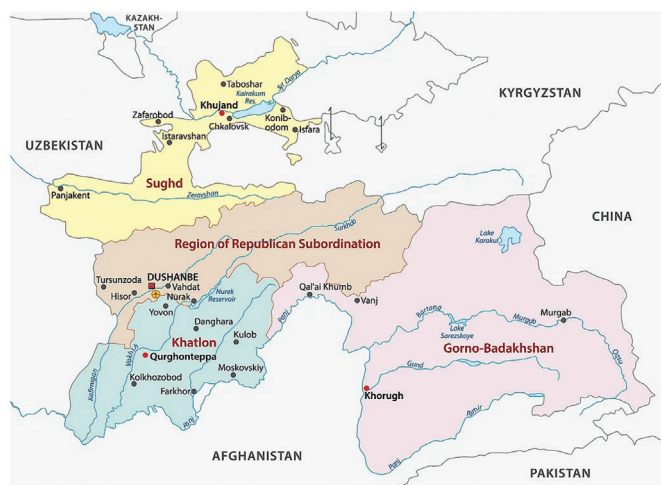 KAZAKH-
STAN
Taboshar
Syr Darya
Kairakum
Res.
KYRGYZSTAN
Khujand
Zafarobod
Chkalovsk
Konib-
odom
Isfara
Istaravshan
UZBEKISTAN
Sughd
Panjakent
Zeravshan
CHINA
Region of Republican Subordination
Surkhob
Lake
Karakul
Tursunzoda
DUSHANBE
Vahdat
Hisor
Nurak
Nurek
Reservoir
Yovon
Qal'ai Khumb
Vanj
Panj
Bartang
Lake
Sarezskoye
Murgab
Murgab
Danghara
Khatlon
Kulob
Gorno-Badakhshan
Oqsu
Qurghonteppa
Vakhsh
Kafirnigan
Gund
Moskovskiy
Kolkhozobod
Farkhor
Khorugh
Panj
Pamir
Panj
AFGHANISTAN
PAKISTAN